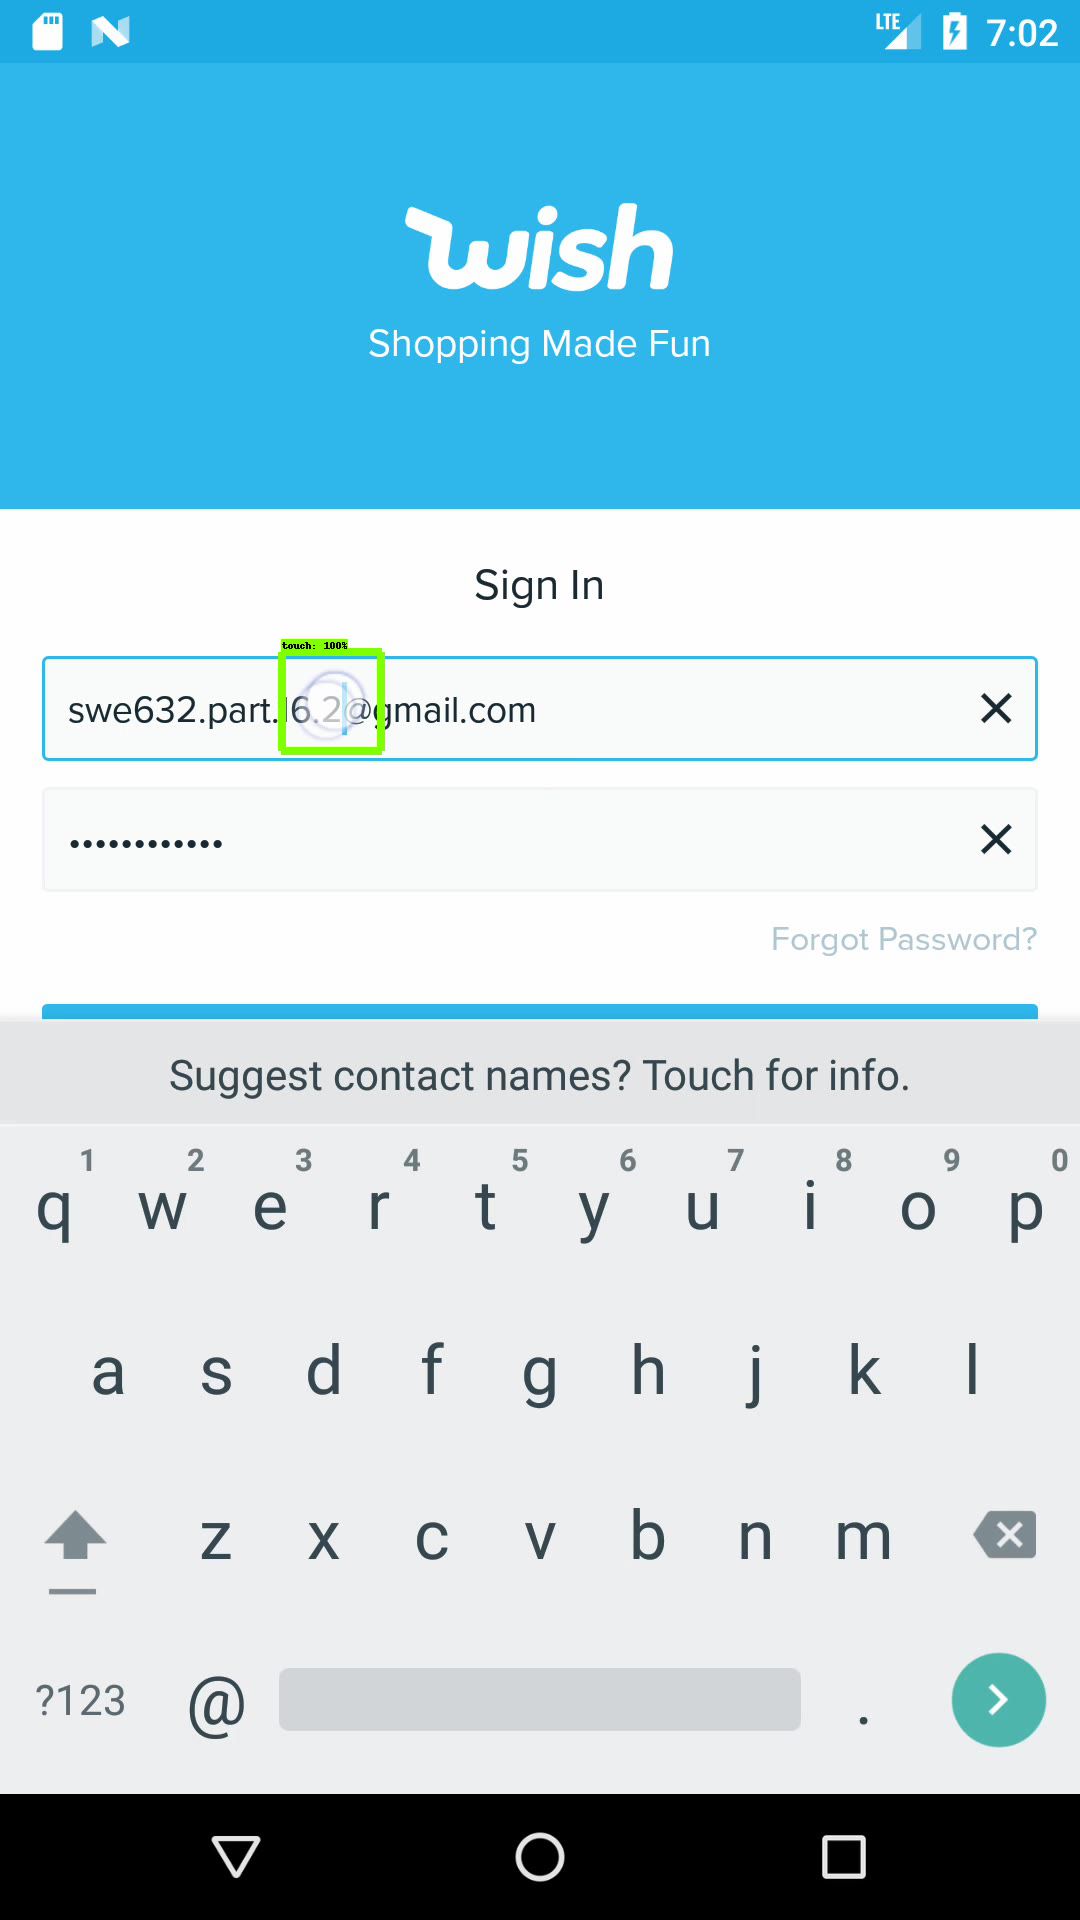 LTE 7:02
wish
Shopping Made Fun
Sign In
touch: 100%
swe632.part.16.2@gmail.com
••••••••••••
Forgot Password?
Suggest contact names? Touch for info.
1 2 3 4 5 6 7 8 9 0
q w e r t y u i o p
a s d f g h j k l
z x c v b n m
?123 @ .